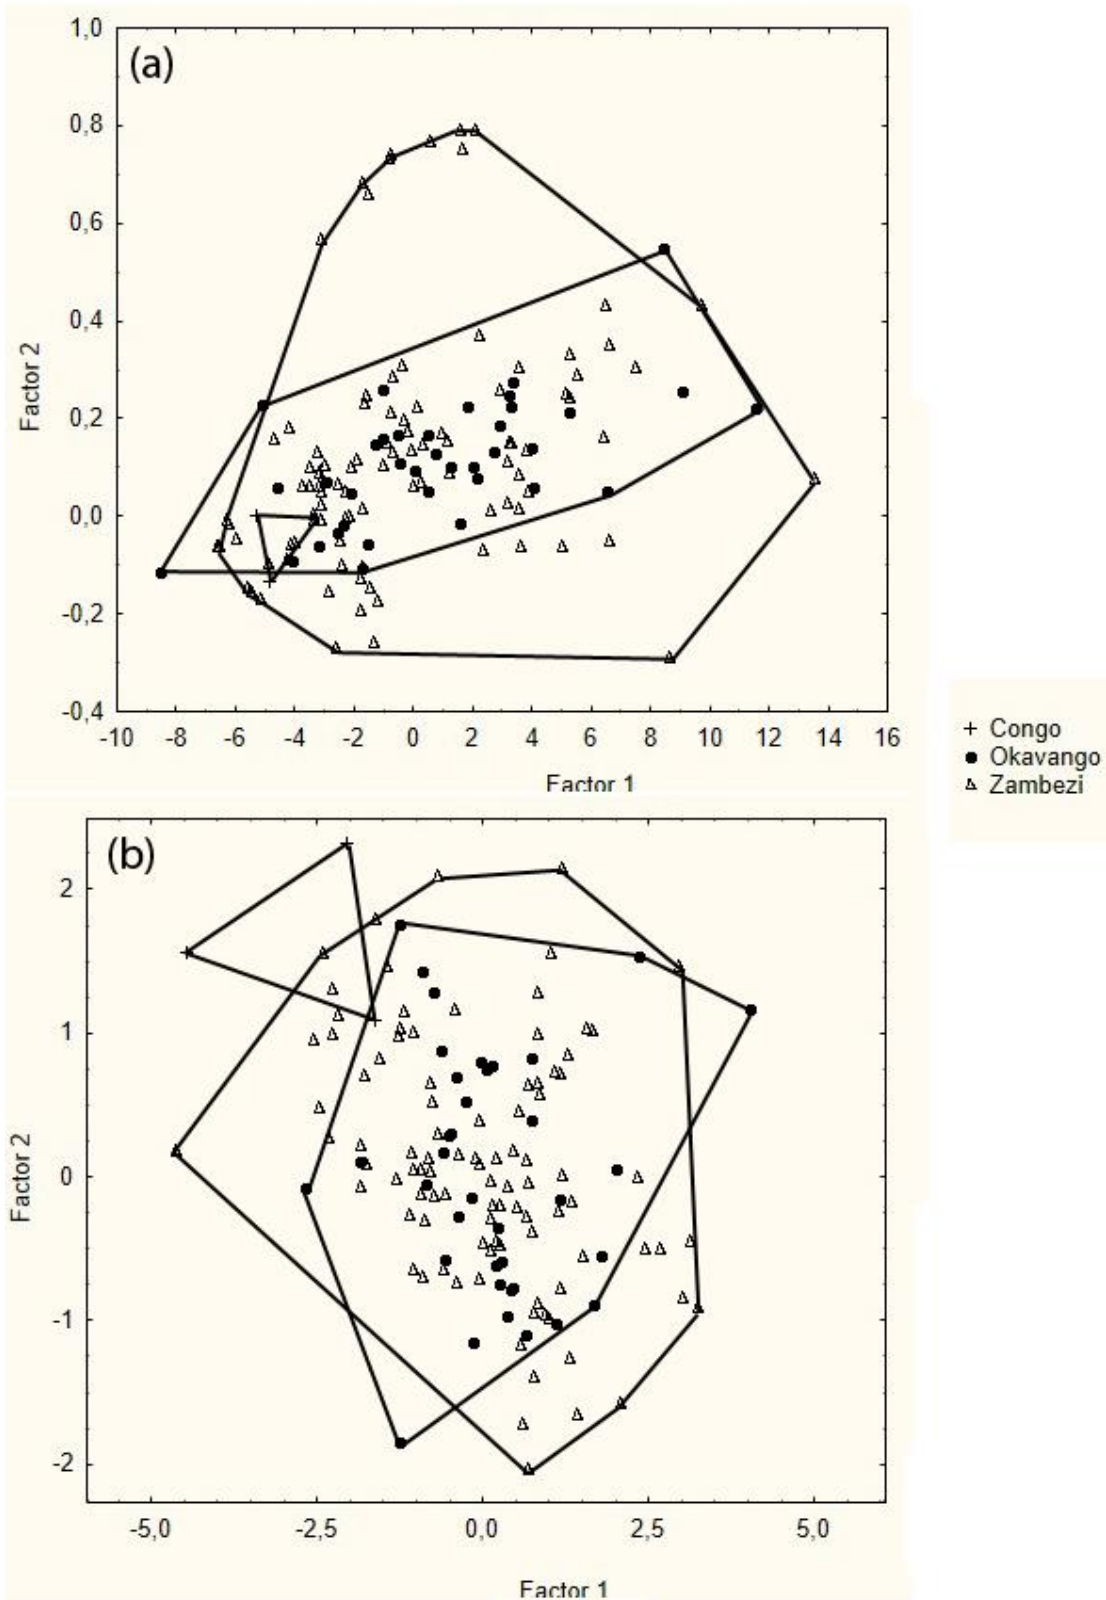 1,0
(a)
0,8
0,6
0,4
Factor 2
0,2
0,0
-0,2
-0,4
-10 -8 -6 -4 -2 0 2 4 6 8 10 12 14 16
Factor 1
Congo
Okavango
Zambezi
(b)
2
1
0
Factor 2
-1
-2
-5,0 -2,5 0,0 2,5 5,0
Factor 1